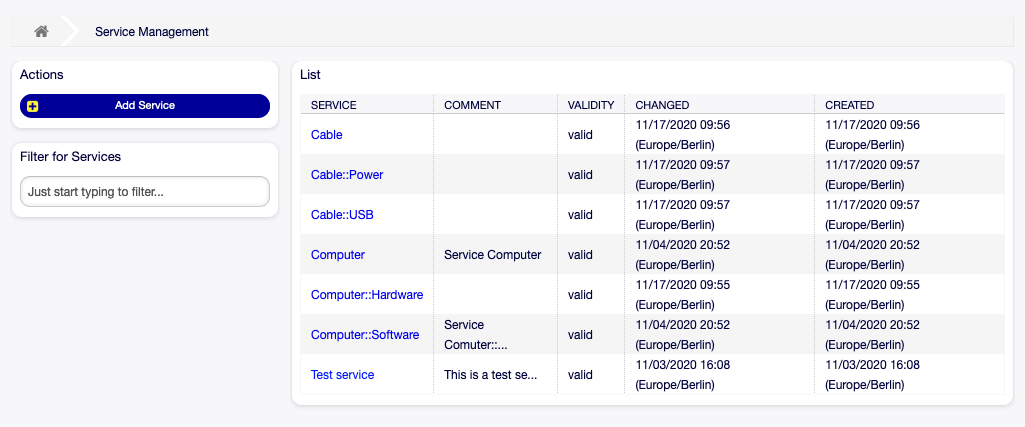 Service Management
Actions
Add Service
Filter for Services
Just start typing to filter...
List
SERVICE COMMENT VALIDITY CHANGED CREATED
Cable valid 11/17/2020 09:56 (Europe/Berlin) 11/17/2020 09:56 (Europe/Berlin)
Cable::Power valid 11/17/2020 09:57 (Europe/Berlin) 11/17/2020 09:57 (Europe/Berlin)
Cable::USB valid 11/17/2020 09:57 (Europe/Berlin) 11/17/2020 09:57 (Europe/Berlin)
Computer Service Computer valid 11/04/2020 20:52 (Europe/Berlin) 11/04/2020 20:52 (Europe/Berlin)
Computer::Hardware valid 11/17/2020 09:55 (Europe/Berlin) 11/17/2020 09:55 (Europe/Berlin)
Computer::Software Service Comuter::... valid 11/04/2020 20:52 (Europe/Berlin) 11/04/2020 20:52 (Europe/Berlin)
Test service This is a test se... valid 11/03/2020 16:08 (Europe/Berlin) 11/03/2020 16:08 (Europe/Berlin)